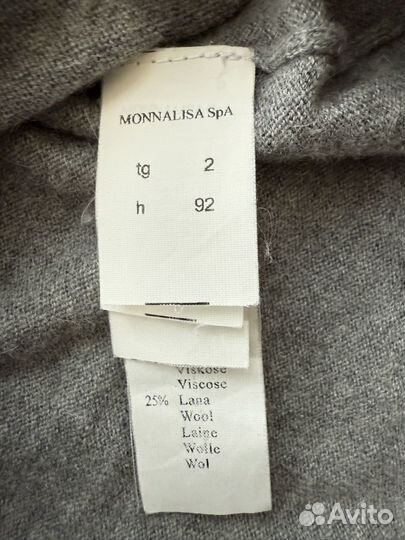 MONNALISA SpA
tg 2
h 92
Viskose
Viscose
25% Lana
Wool
Laine
Wolle
Wol
Avito